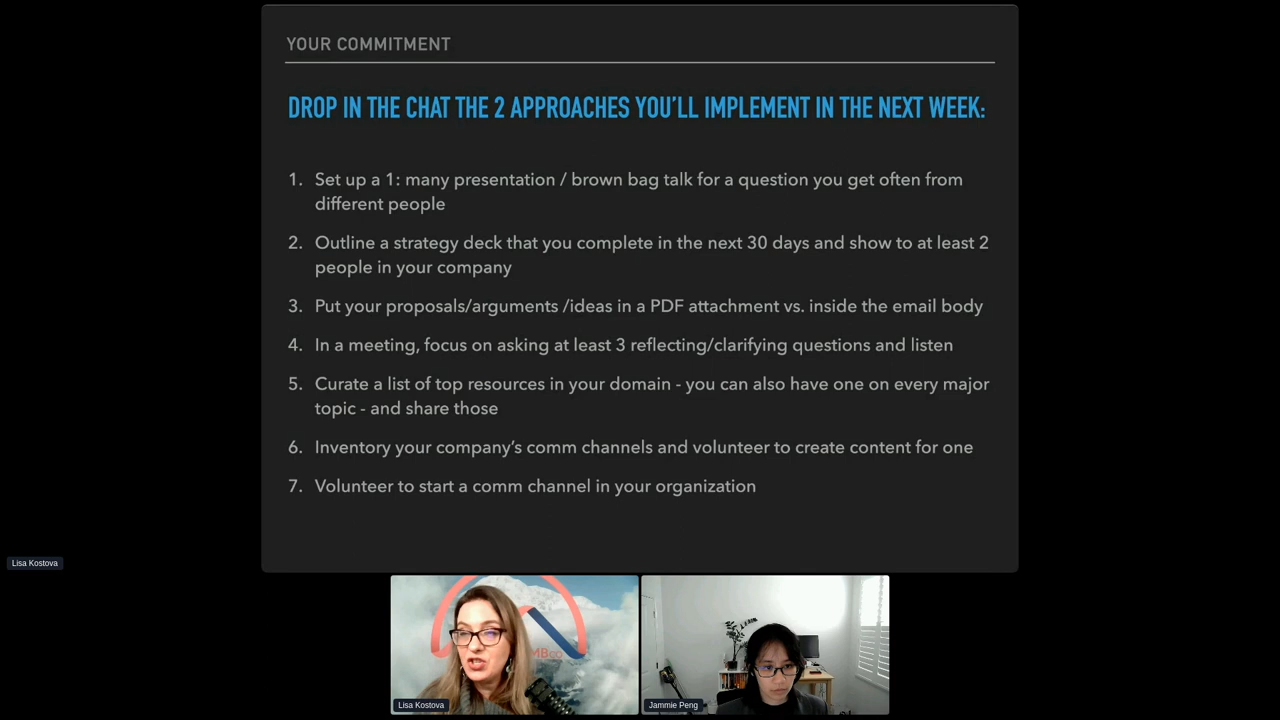 YOUR COMMITMENT
DROP IN THE CHAT THE 2 APPROACHES YOU'LL IMPLEMENT IN THE NEXT WEEK:
1. Set up a 1: many presentation / brown bag talk for a question you get often from
different people
2. Outline a strategy deck that you complete in the next 30 days and show to at least 2
people in your company
3. Put your proposals/arguments /ideas in a PDF attachment vs. inside the email body
4. In a meeting, focus on asking at least 3 reflecting/clarifying questions and listen
5. Curate a list of top resources in your domain - you can also have one on every major
topic - and share those
6. Inventory your company's comm channels and volunteer to create content for one
7. Volunteer to start a comm channel in your organization
Lisa Kostova
MBCO
Lisa Kostova
Jammie Peng